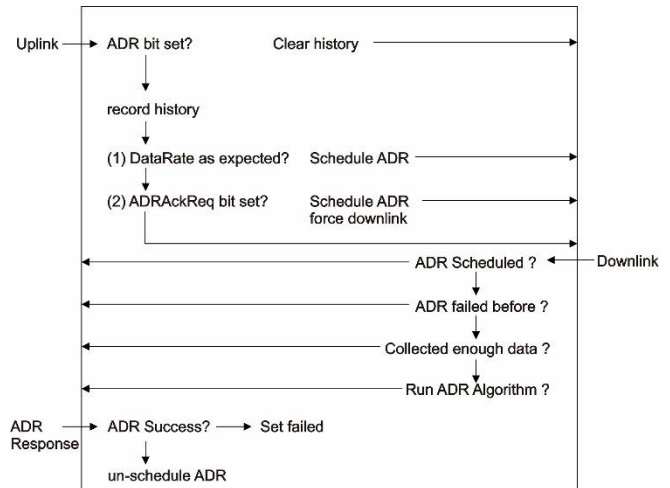 Uplink ADR bit set? Clear history
record history
(1) DataRate as expected? Schedule ADR
(2) ADRAckReq bit set? Schedule ADR
force downlink
ADR Scheduled ? Downlink
ADR failed before ?
Collected enough data ?
Run ADR Algorithm ?
ADR ADR Success? Set failed
Response
un-schedule ADR